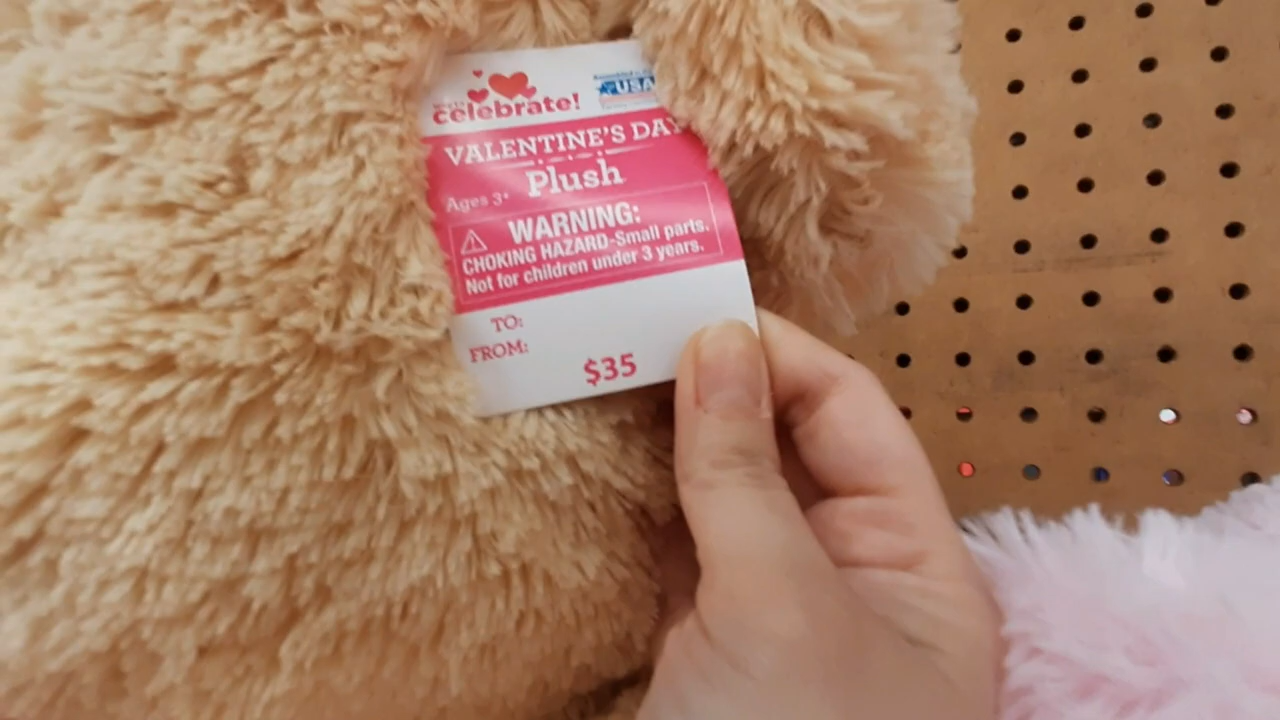 celebrate!
USA
VALENTINE'S DAY
Plush
Ages 3+
WARNING:
CHOKING HAZARD-Small parts.
Not for children under 3 years.
TO:
FROM:
$35